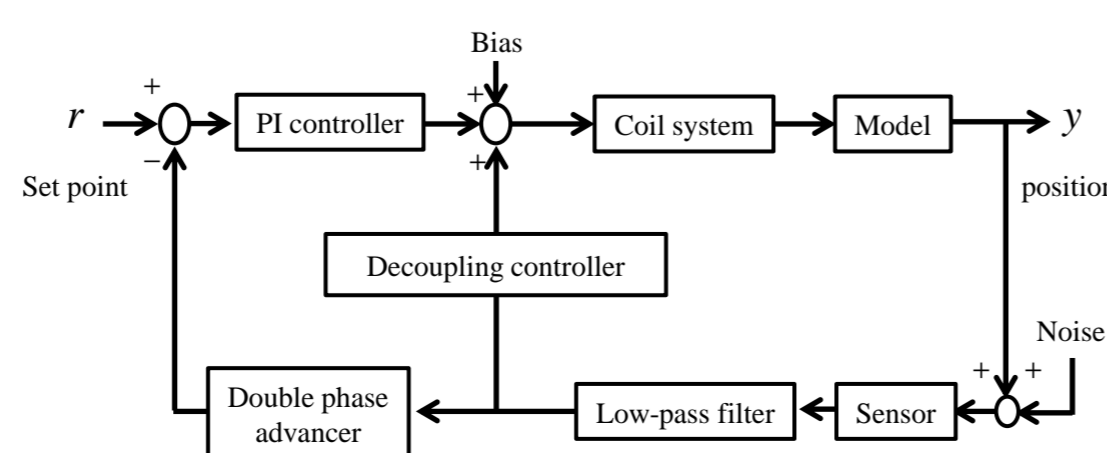 Bias
+
+
r
PI controller
Coil system
Model
y
−
+
Set point
position
Decoupling controller
Noise
+
+
Double phase
advancer
Low-pass filter
Sensor